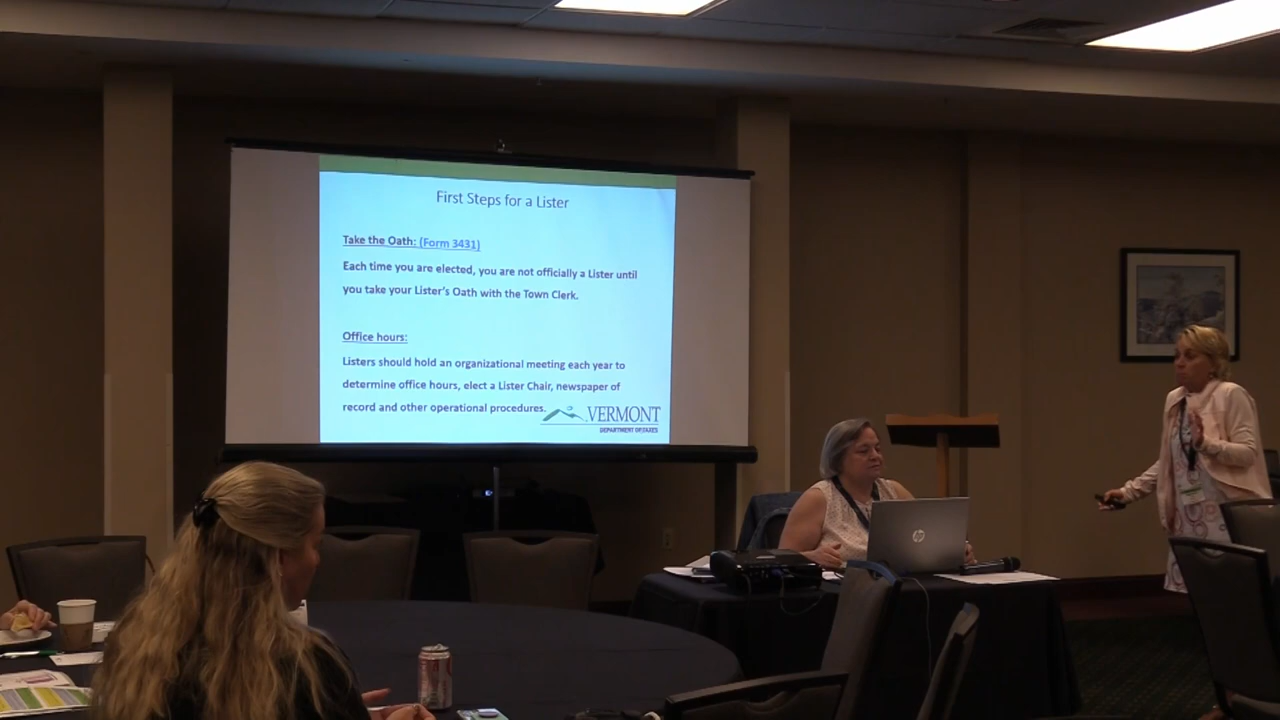 First Steps for a Lister
Take the Oath: (Form 3431)
Each time you are elected, you are not officially a Lister until
you take your Lister's Oath with the Town Clerk.
Office hours:
Listers should hold an organizational meeting each year to
determine office hours, elect a Lister Chair, newspaper of
record and other operational procedures.
VERMONT
DEPARTMENT OF TAXES
hp